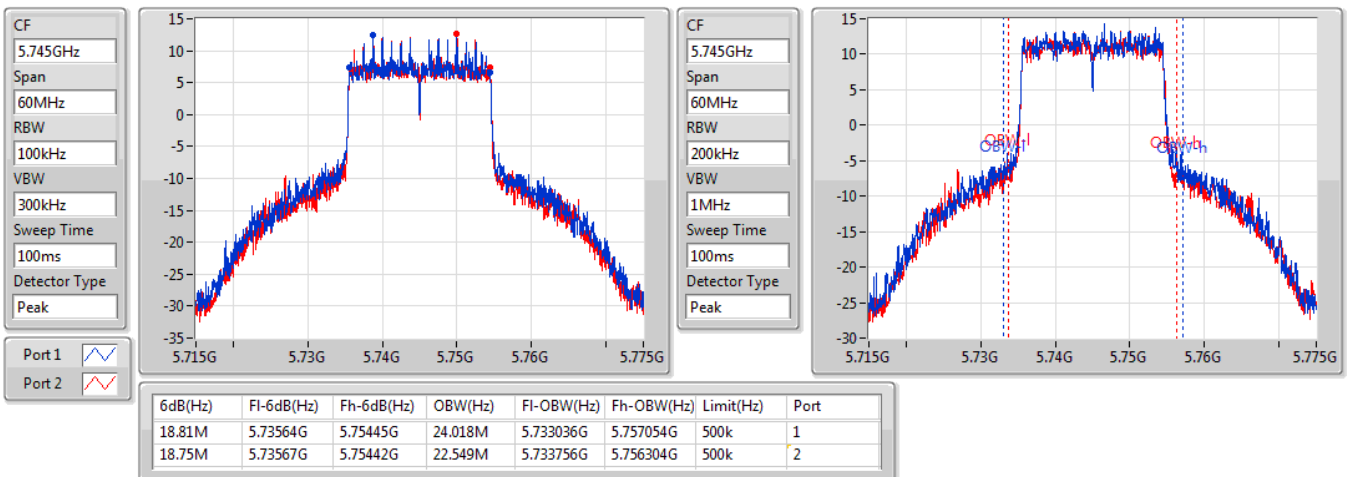 CF
5.745GHz
Span
60MHz
RBW
100kHz
VBW
300kHz
Sweep Time
100ms
Detector Type
Peak
15
10
5
0
-5
-10
-15
-20
-25
-30
-35
5.715G 5.73G 5.74G 5.75G 5.76G 5.775G
CF
5.745GHz
Span
60MHz
RBW
200kHz
VBW
1MHz
Sweep Time
100ms
Detector Type
Peak
15
10
5
0
-5
-10
-15
-20
-25
-30
OBW-l OBW-h
OBW-l OBW-h
5.715G 5.73G 5.74G 5.75G 5.76G 5.775G
Port 1
Port 2
6dB(Hz) Fl-6dB(Hz) Fh-6dB(Hz) OBW(Hz) Fl-OBW(Hz) Fh-OBW(Hz) Limit(Hz) Port
18.81M 5.73564G 5.75445G 24.018M 5.733036G 5.757054G 500k 1
18.75M 5.73567G 5.75442G 22.549M 5.733756G 5.756304G 500k 2